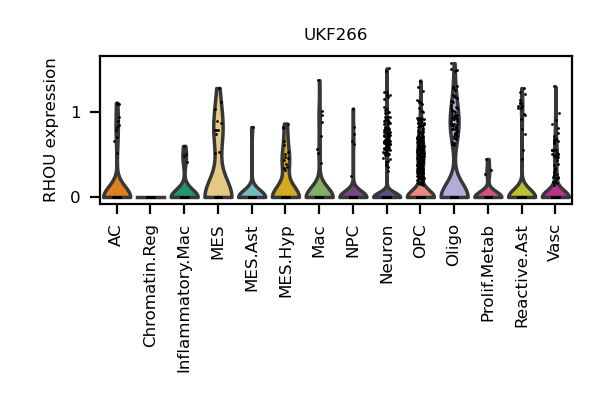 UKF266
RHOU expression
1
0
AC
Chromatin.Reg
Inflammatory.Mac
MES
MES.Ast
MES.Hyp
Mac
NPC
Neuron
OPC
Oligo
Prolif.Metab
Reactive.Ast
Vasc